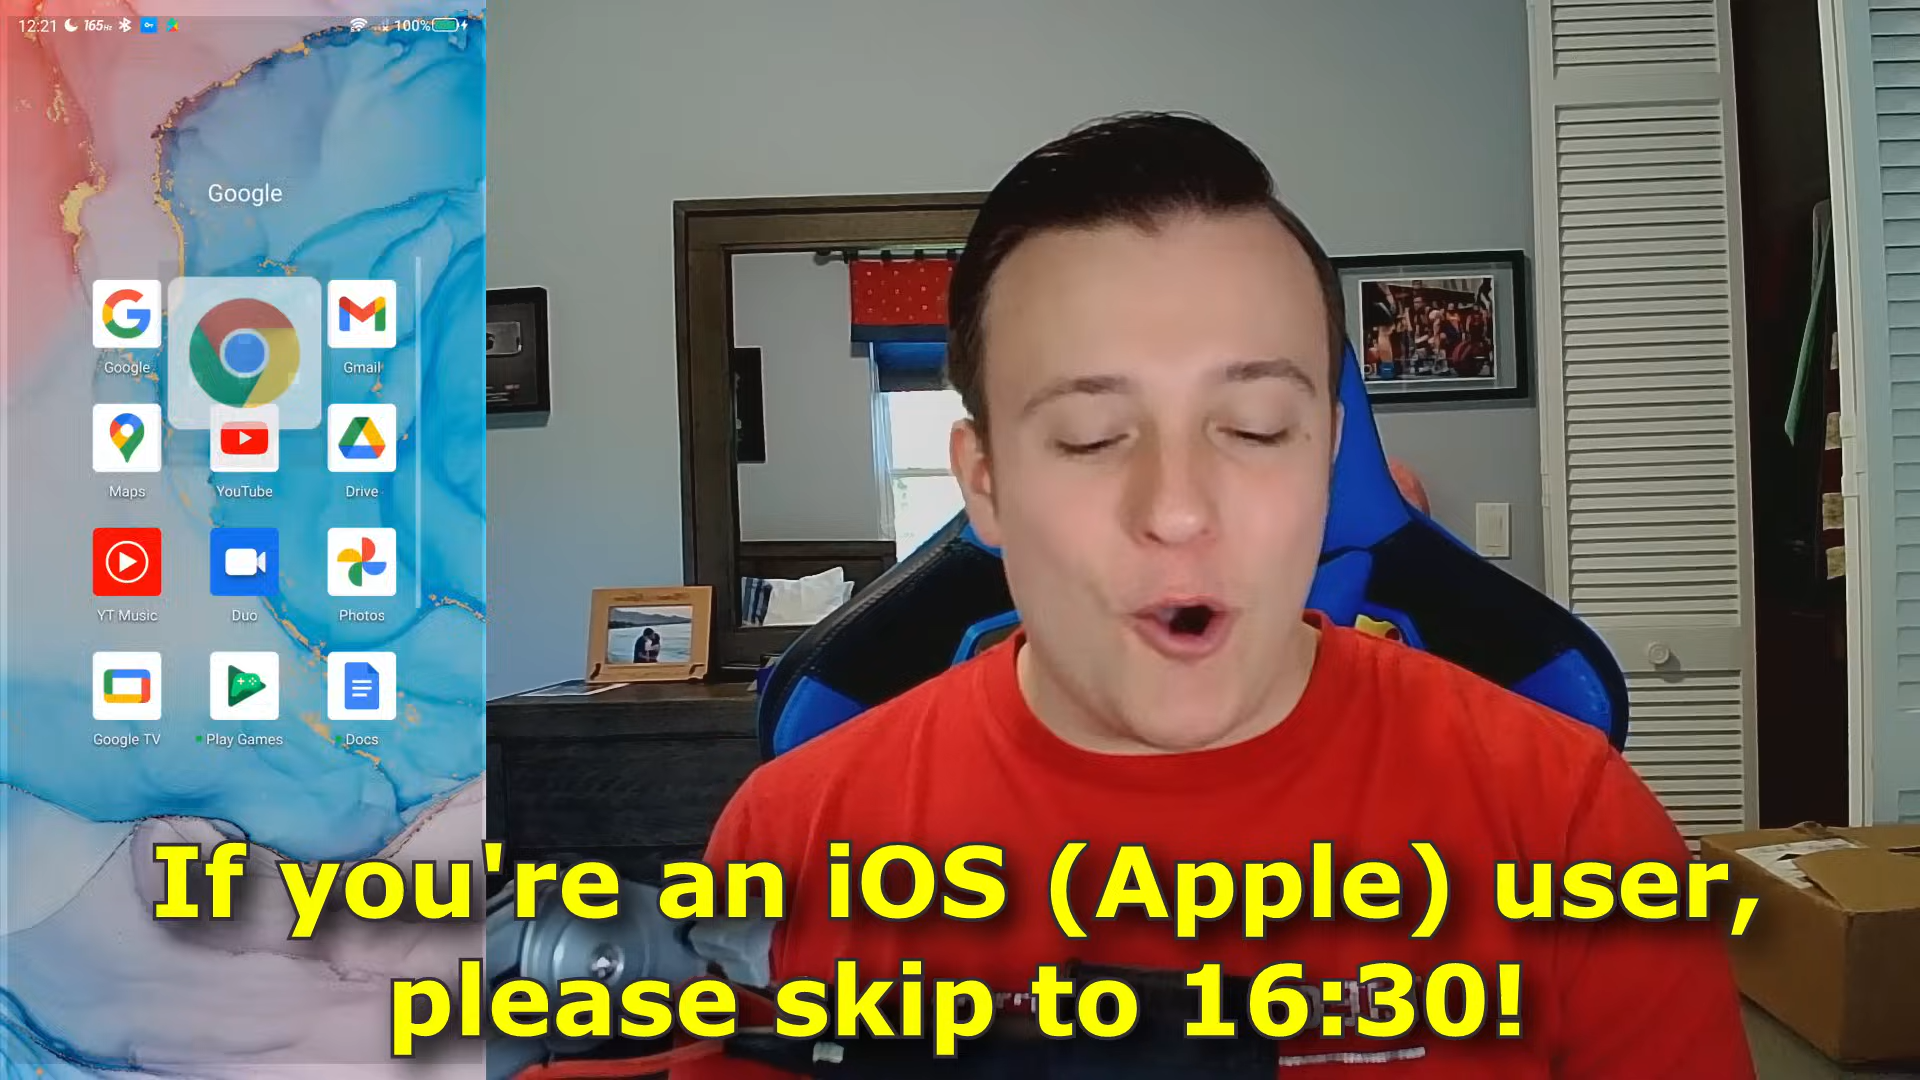 12:21 165Hz 100%
Google
Google Gmail
Maps YouTube Drive
YT Music Duo Photos
Google TV Play Games Docs
If you're an iOS (Apple) user,
please skip to 16:30!